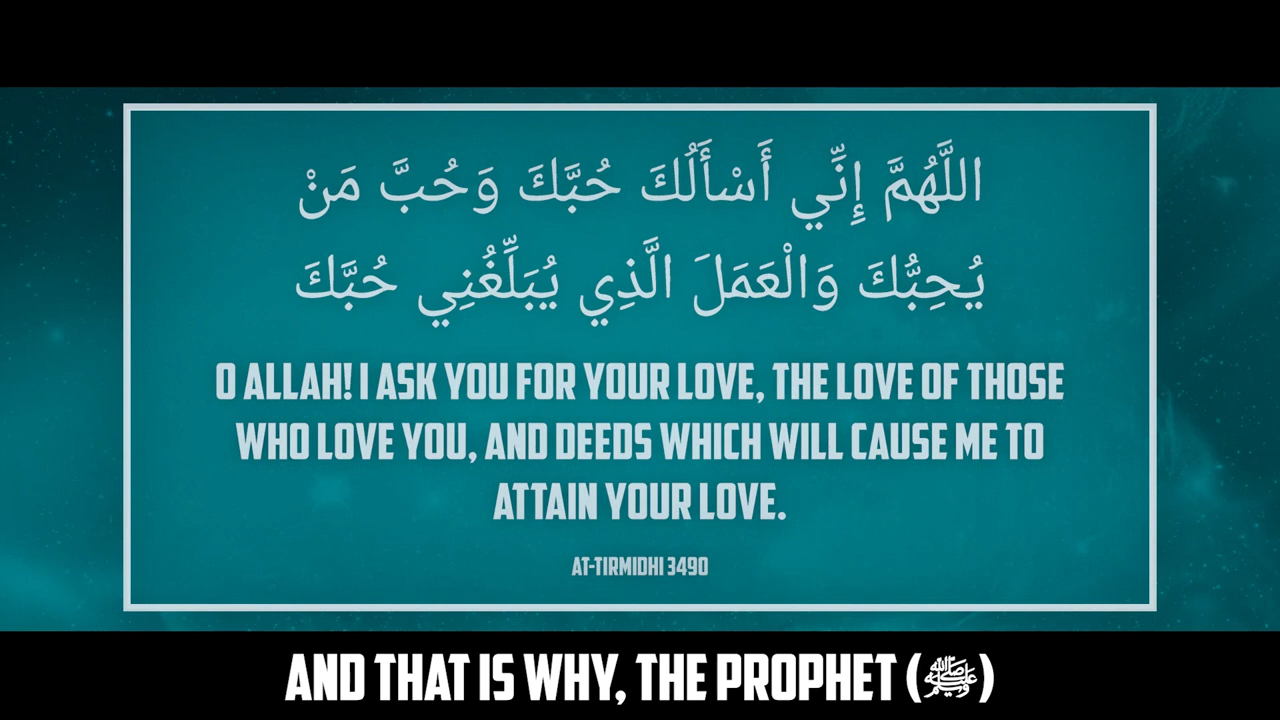 اللَّهُمَّ إِنِّي أَسْأَلُكَ حُبَّكَ وَحُبَّ مَنْ
يُحِبُّكَ وَالْعَمَلَ الَّذِي يُبَلِّغُنِي حُبَّكَ
O ALLAH! I ASK YOU FOR YOUR LOVE, THE LOVE OF THOSE
WHO LOVE YOU, AND DEEDS WHICH WILL CAUSE ME TO
ATTAIN YOUR LOVE.
AT-TIRMIDHI 3490
AND THAT IS WHY, THE PROPHET (ﷺ)